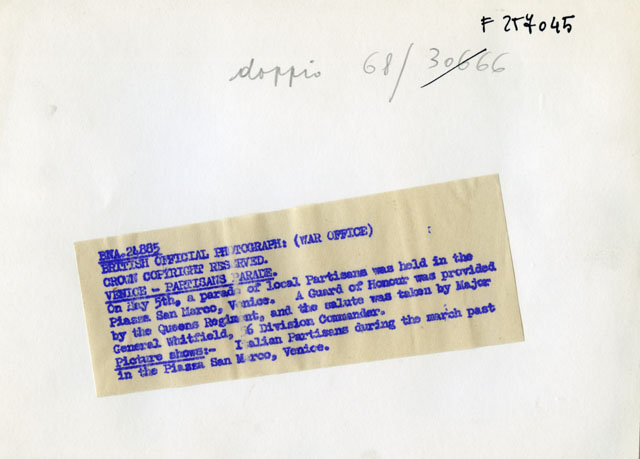 F 257045
doppio 68/30666
BNA.24885
BRITISH OFFICIAL PHOTOGRAPH: (WAR OFFICE)
CROWN COPYRIGHT RESERVED.
VENICE - PARTISANS PARADE.
On May 5th, a parade of local Partisans was held in the
Piazza San Marco, Venice. A Guard of Honour was provided
by the Queens Regiment, and the salute was taken by Major
General Whitfield, 56 Division Commander.
Picture shows:- Italian Partisans during the march past
in the Piazza San Marco, Venice.